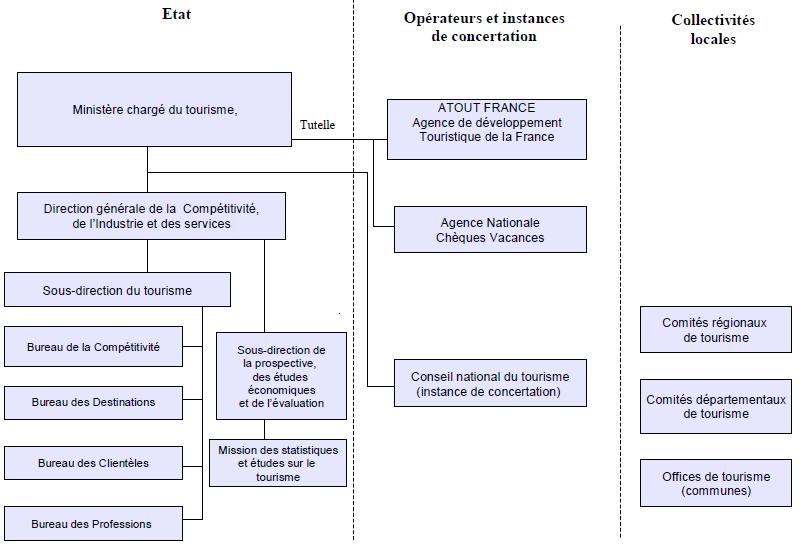 Etat
Opérateurs et instances
de concertation
Collectivités
locales
Ministère chargé du tourisme,
Tutelle
ATOUT FRANCE
Agence de développement
Touristique de la France
Direction générale de la Compétitivité,
de l'Industrie et des services
Agence Nationale
Chèques Vacances
Sous-direction du tourisme
Bureau de la Compétitivité
Bureau des Destinations
Bureau des Clientèles
Bureau des Professions
Sous-direction de
la prospective,
des études
économiques
et de l'évaluation
Mission des statistiques
et études sur le
tourisme
Conseil national du tourisme
(instance de concertation)
Comités régionaux
de tourisme
Comités départementaux
de tourisme
Offices de tourisme
(communes)